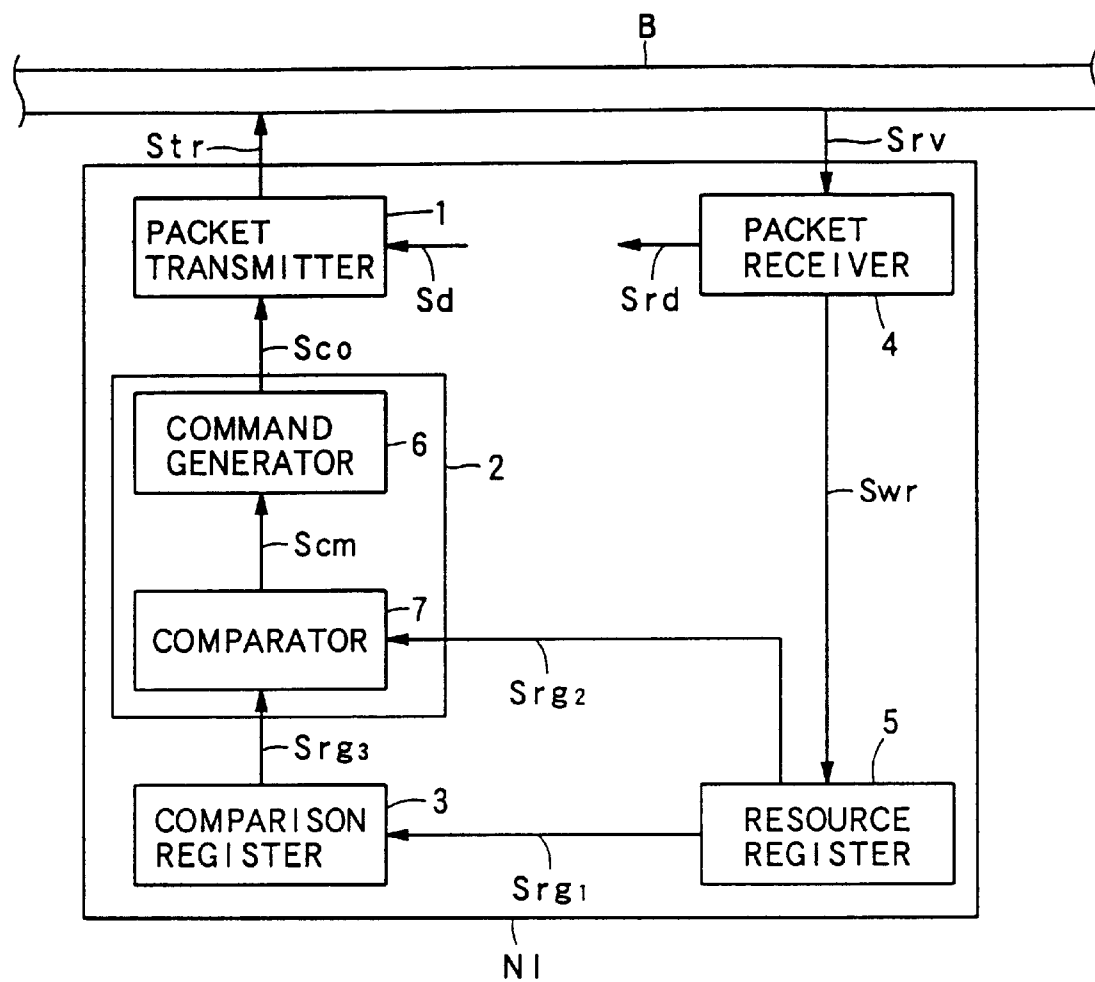 B
Str
Srv
1
PACKET
TRANSMITTER
Sd
Srd
PACKET
RECEIVER
4
Sco
COMMAND
GENERATOR
6
2
Swr
Scm
7
COMPARATOR
Srg2
Srg3
5
3
COMPARISON
REGISTER
Srg1
RESOURCE
REGISTER
N1